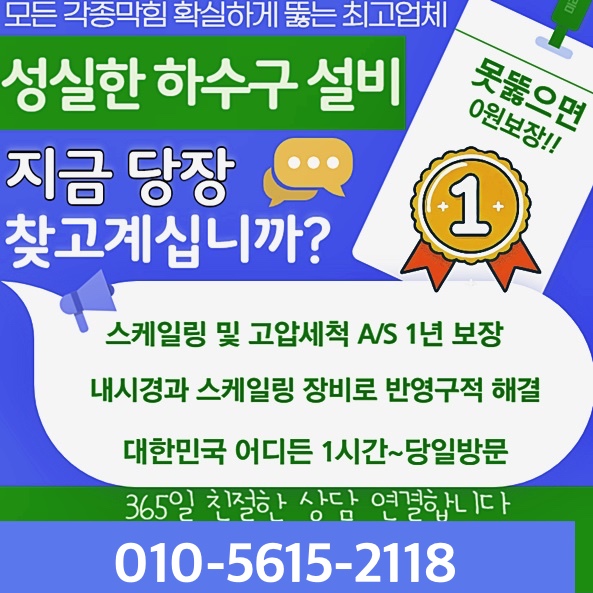 모든 각종막힘 확실하게 뚫는 최고업체
성실한 하수구 설비
못뚫으면
0원보장!!
지금 당장
찾고계십니까?
1
스케일링 및 고압세척 A/S 1년 보장
내시경과 스케일링 장비로 반영구적 해결
대한민국 어디든 1시간~당일방문
365일 친절한 상담 연결합니다
010-5615-2118